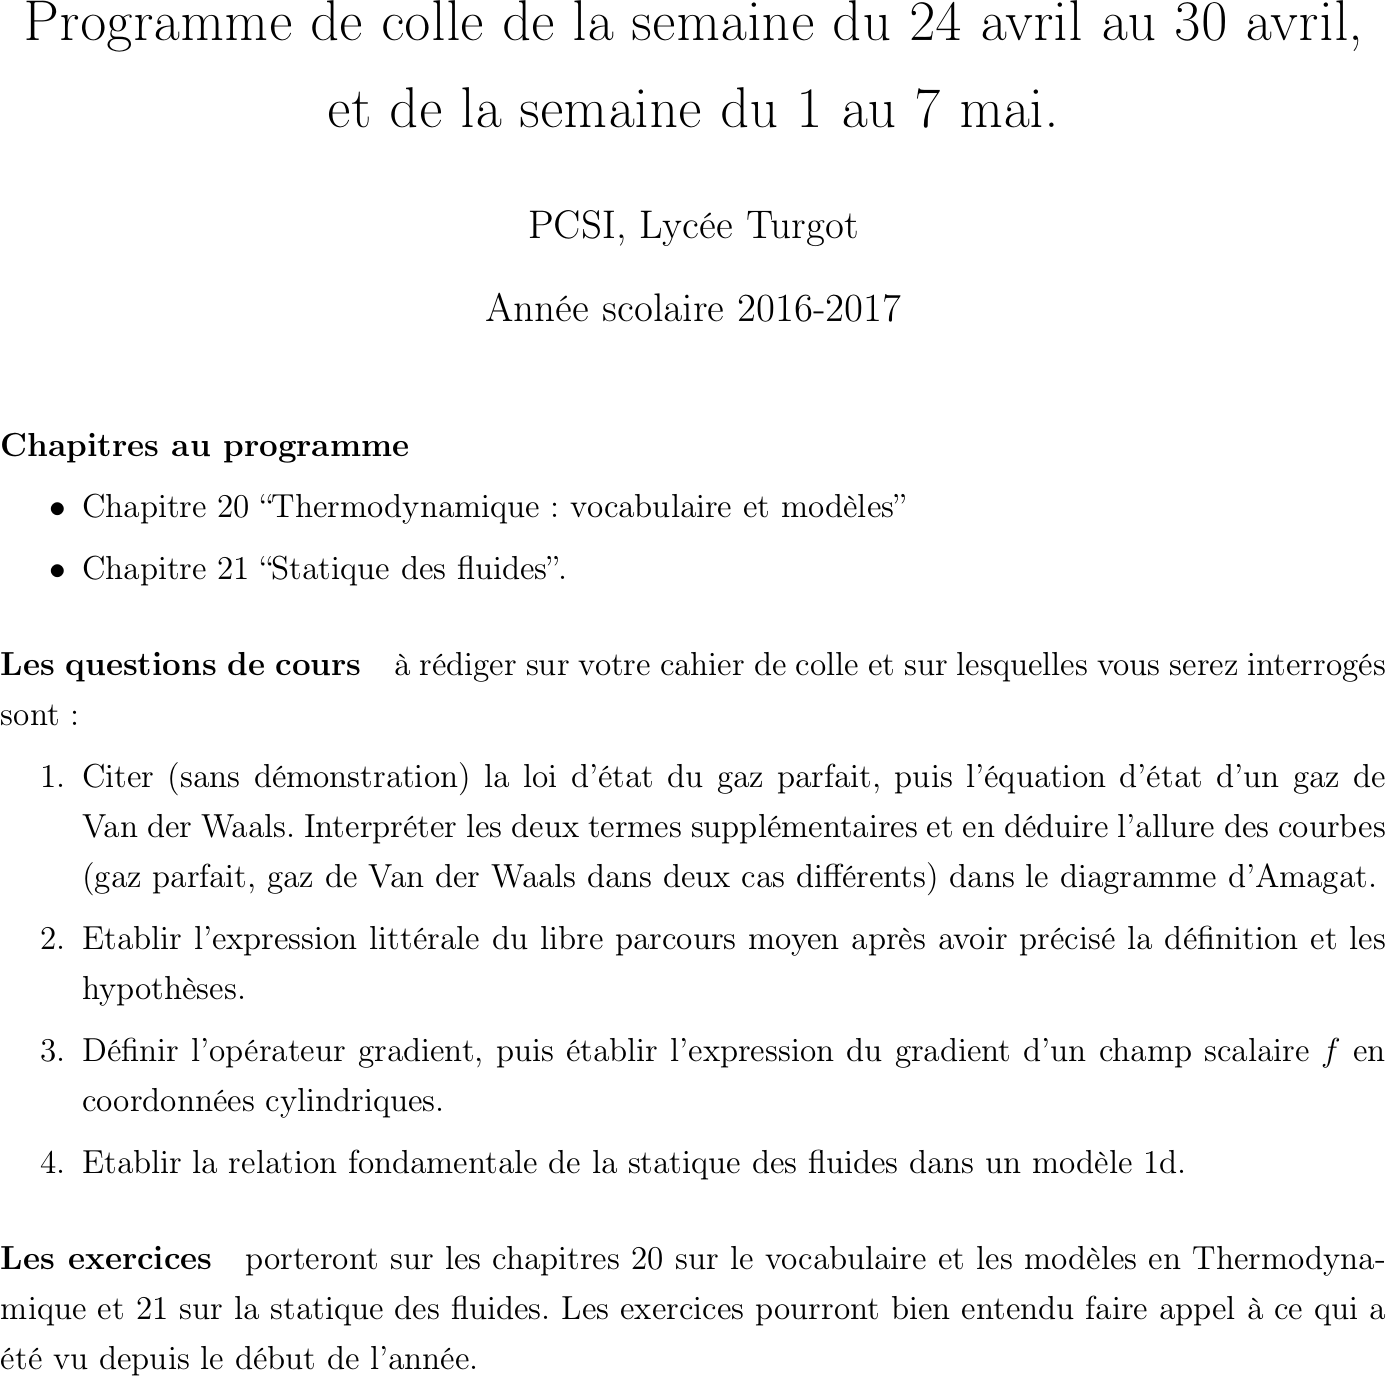 Programme de colle de la semaine du 24 avril au 30 avril,
et de la semaine du 1 au 7 mai.
PCSI, Lycée Turgot
Année scolaire 2016-2017
Chapitres au programme
• Chapitre 20 “Thermodynamique : vocabulaire et modèles”
• Chapitre 21 “Statique des fluides”.
Les questions de cours à rédiger sur votre cahier de colle et sur lesquelles vous serez interrogés
sont :
1. Citer (sans démonstration) la loi d’état du gaz parfait, puis l’équation d’état d’un gaz de
Van der Waals. Interpréter les deux termes supplémentaires et en déduire l’allure des courbes
(gaz parfait, gaz de Van der Waals dans deux cas différents) dans le diagramme d’Amagat.
2. Etablir l’expression littérale du libre parcours moyen après avoir précisé la définition et les
hypothèses.
3. Définir l’opérateur gradient, puis établir l’expression du gradient d’un champ scalaire f en
coordonnées cylindriques.
4. Etablir la relation fondamentale de la statique des fluides dans un modèle 1d.
Les exercices porteront sur les chapitres 20 sur le vocabulaire et les modèles en Thermodyna-
mique et 21 sur la statique des fluides. Les exercices pourront bien entendu faire appel à ce qui a
été vu depuis le début de l’année.